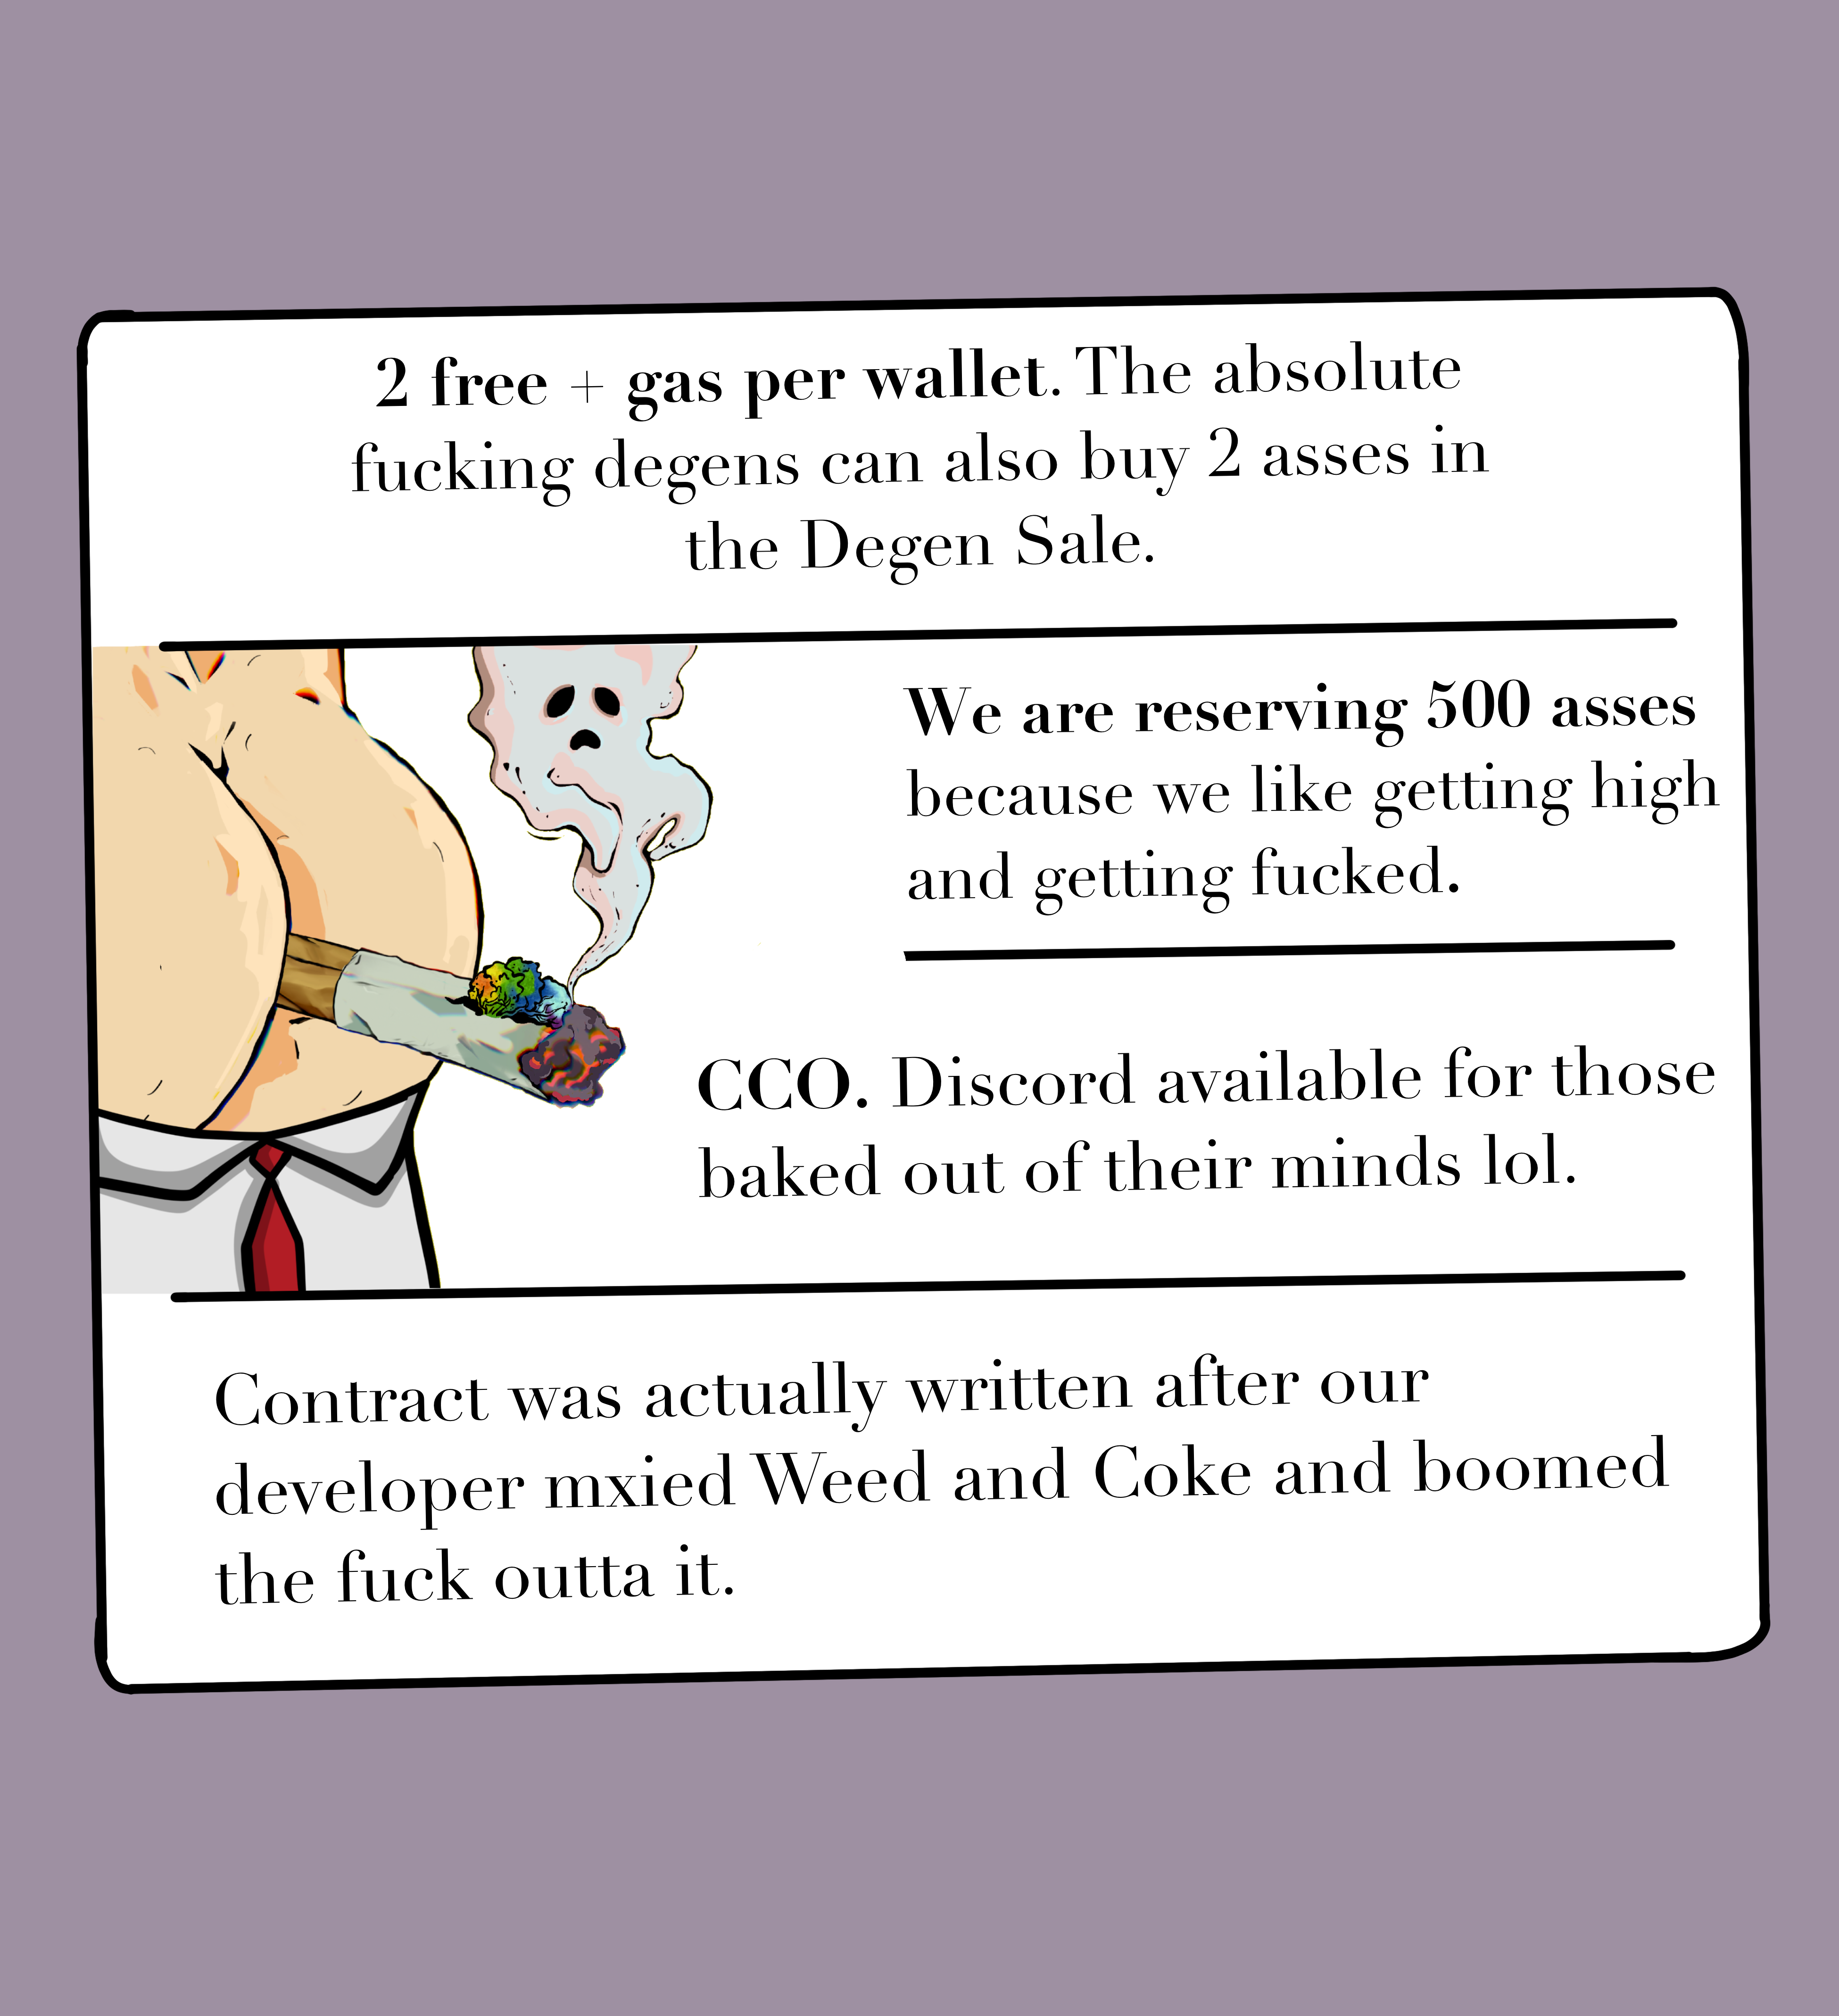 2 free + gas per wallet. The absolute
fucking degens can also buy 2 asses in
the Degen Sale.
We are reserving 500 asses
because we like getting high
and getting fucked.
CCO. Discord available for those
baked out of their minds lol.
Contract was actually written after our
developer mxied Weed and Coke and boomed
the fuck outta it.